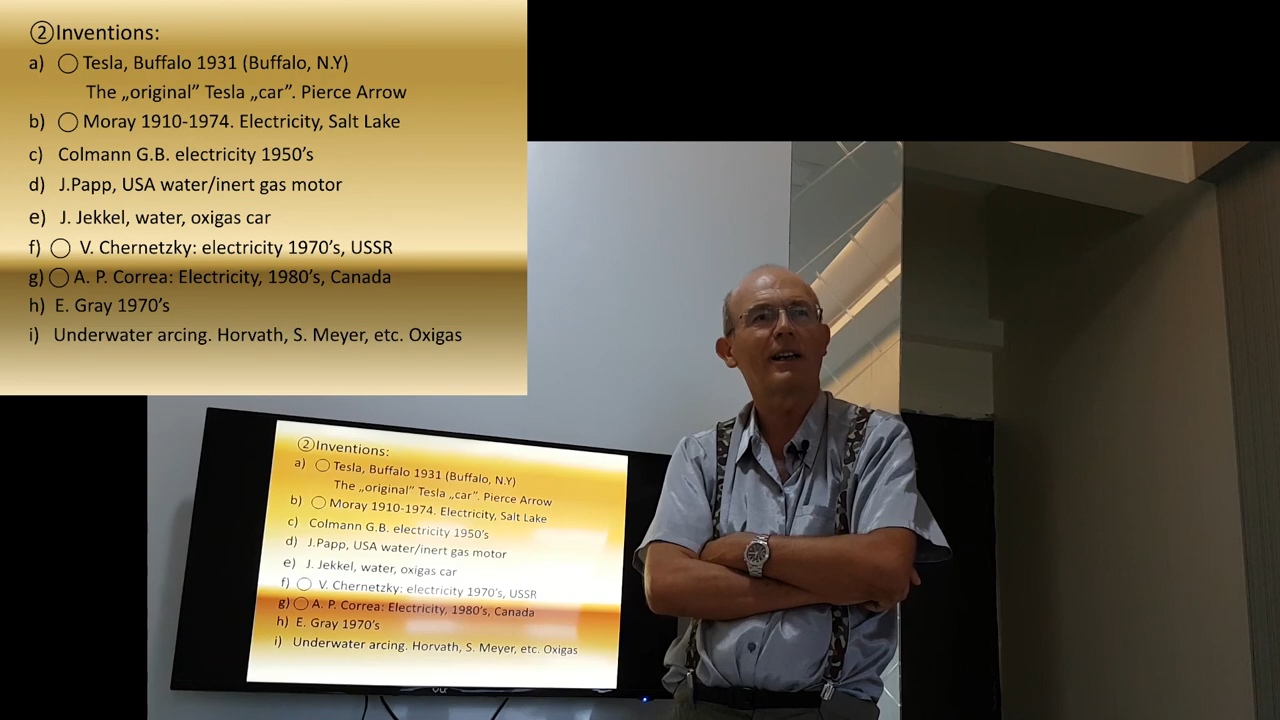 ②Inventions:
a) ◯ Tesla, Buffalo 1931 (Buffalo, N.Y)
The „original” Tesla „car”. Pierce Arrow
b) ◯ Moray 1910-1974. Electricity, Salt Lake
c) Colmann G.B. electricity 1950’s
d) J.Papp, USA water/inert gas motor
e) J. Jekkel, water, oxigas car
f) ◯ V. Chernetzky: electricity 1970’s, USSR
g) ◯ A. P. Correa: Electricity, 1980’s, Canada
h) E. Gray 1970’s
i) Underwater arcing. Horvath, S. Meyer, etc. Oxigas
②Inventions:
a) ◯ Tesla, Buffalo 1931 (Buffalo, N.Y)
The „original” Tesla „car”. Pierce Arrow
b) ◯ Moray 1910-1974. Electricity, Salt Lake
c) Colmann G.B. electricity 1950’s
d) J.Papp, USA water/inert gas motor
e) J. Jekkel, water, oxigas car
f) ◯ V. Chernetzky: electricity 1970’s, USSR
g) ◯ A. P. Correa: Electricity, 1980’s, Canada
h) E. Gray 1970’s
i) Underwater arcing. Horvath, S. Meyer, etc. Oxigas